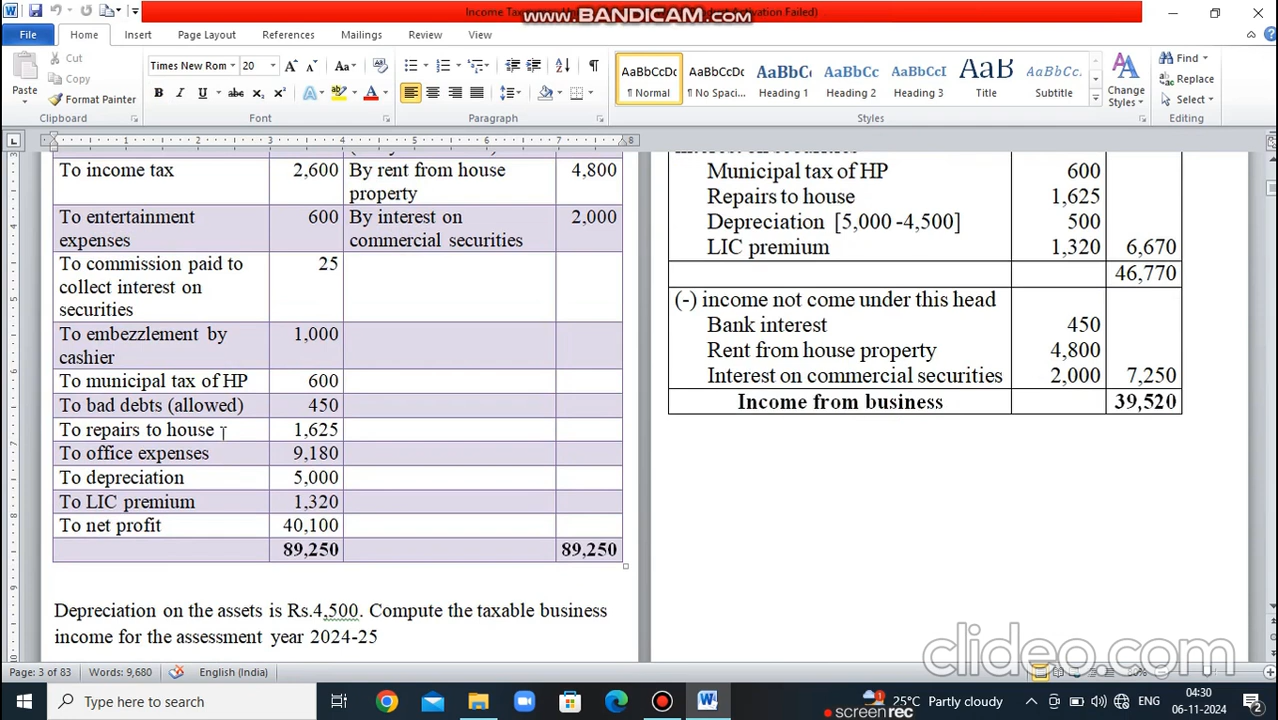 Income Tax
www.BANDICAM.com
Activation Failed)
File
Home
Insert
Page Layout
References
Mailings
Review
View
Paste
Cut
Copy
Format Painter
Clipboard
Times New Rom
20
Font
Paragraph
AaBbCcDc
¶ Normal
AaBbCcDc
¶ No Spaci...
AaBbC
Heading 1
AaBbCc
Heading 2
AaBbCcI
Heading 3
AaB
Title
AaBbCcI
Subtitle
Change
Styles
Styles
Find
Replace
Select
Editing
To income tax 2,600 By rent from house 4,800
property
To entertainment 600 By interest on 2,000
expenses commercial securities
To commission paid to 25
collect interest on
securities
To embezzlement by 1,000
cashier
To municipal tax of HP 600
To bad debts (allowed) 450
To repairs to house 1,625
To office expenses 9,180
To depreciation 5,000
To LIC premium 1,320
To net profit 40,100
89,250 89,250
Depreciation on the assets is Rs.4,500. Compute the taxable business
income for the assessment year 2024-25
Municipal tax of HP 600
Repairs to house 1,625
Depreciation [5,000 -4,500] 500
LIC premium 1,320 6,670
46,770
(-) income not come under this head
Bank interest 450
Rent from house property 4,800
Interest on commercial securities 2,000 7,250
Income from business 39,520
clideo.com
Page: 3 of 83
Words: 9,680
English (India)
Type here to search
25°C Partly cloudy
screen rec
ENG
04:30
06-11-2024
2